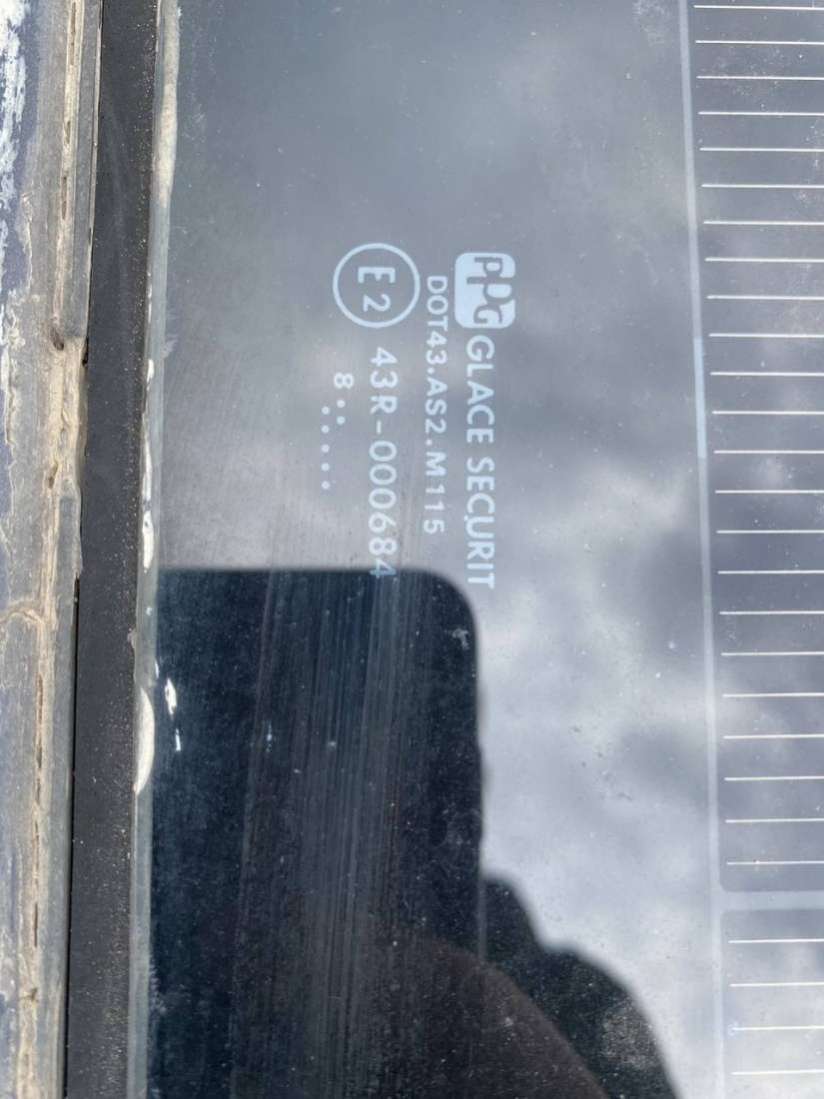 PPG GLACE SECURIT
DOT43.AS2.M115
E2 43R-000684
8.. .....